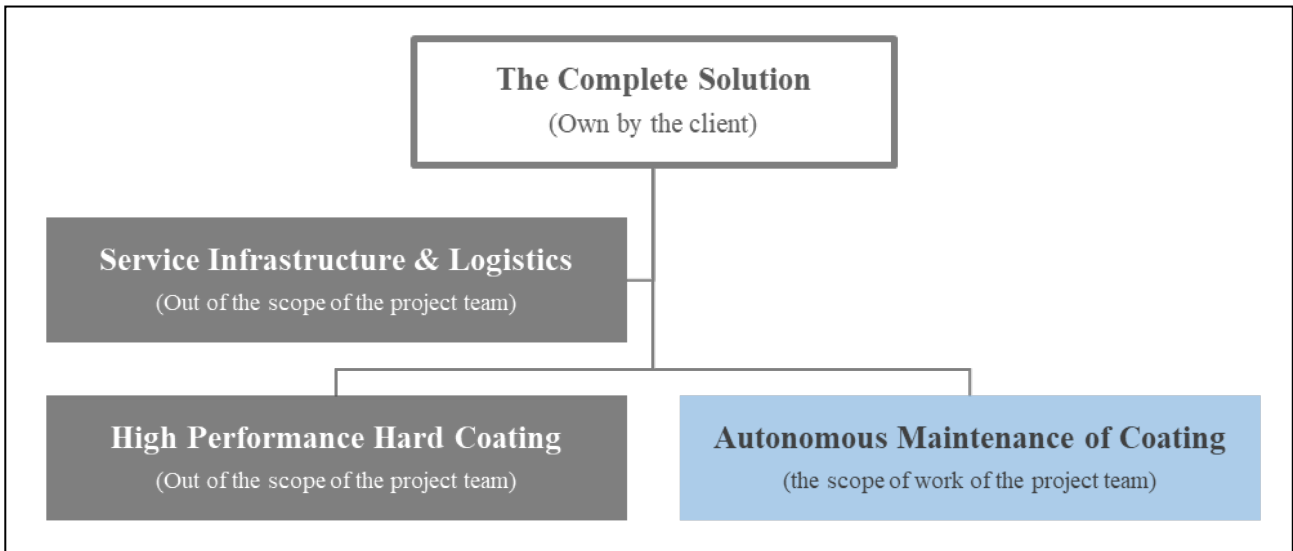 The Complete Solution
(Own by the client)
Service Infrastructure & Logistics
(Out of the scope of the project team)
High Performance Hard Coating
(Out of the scope of the project team)
Autonomous Maintenance of Coating
(the scope of work of the project team)